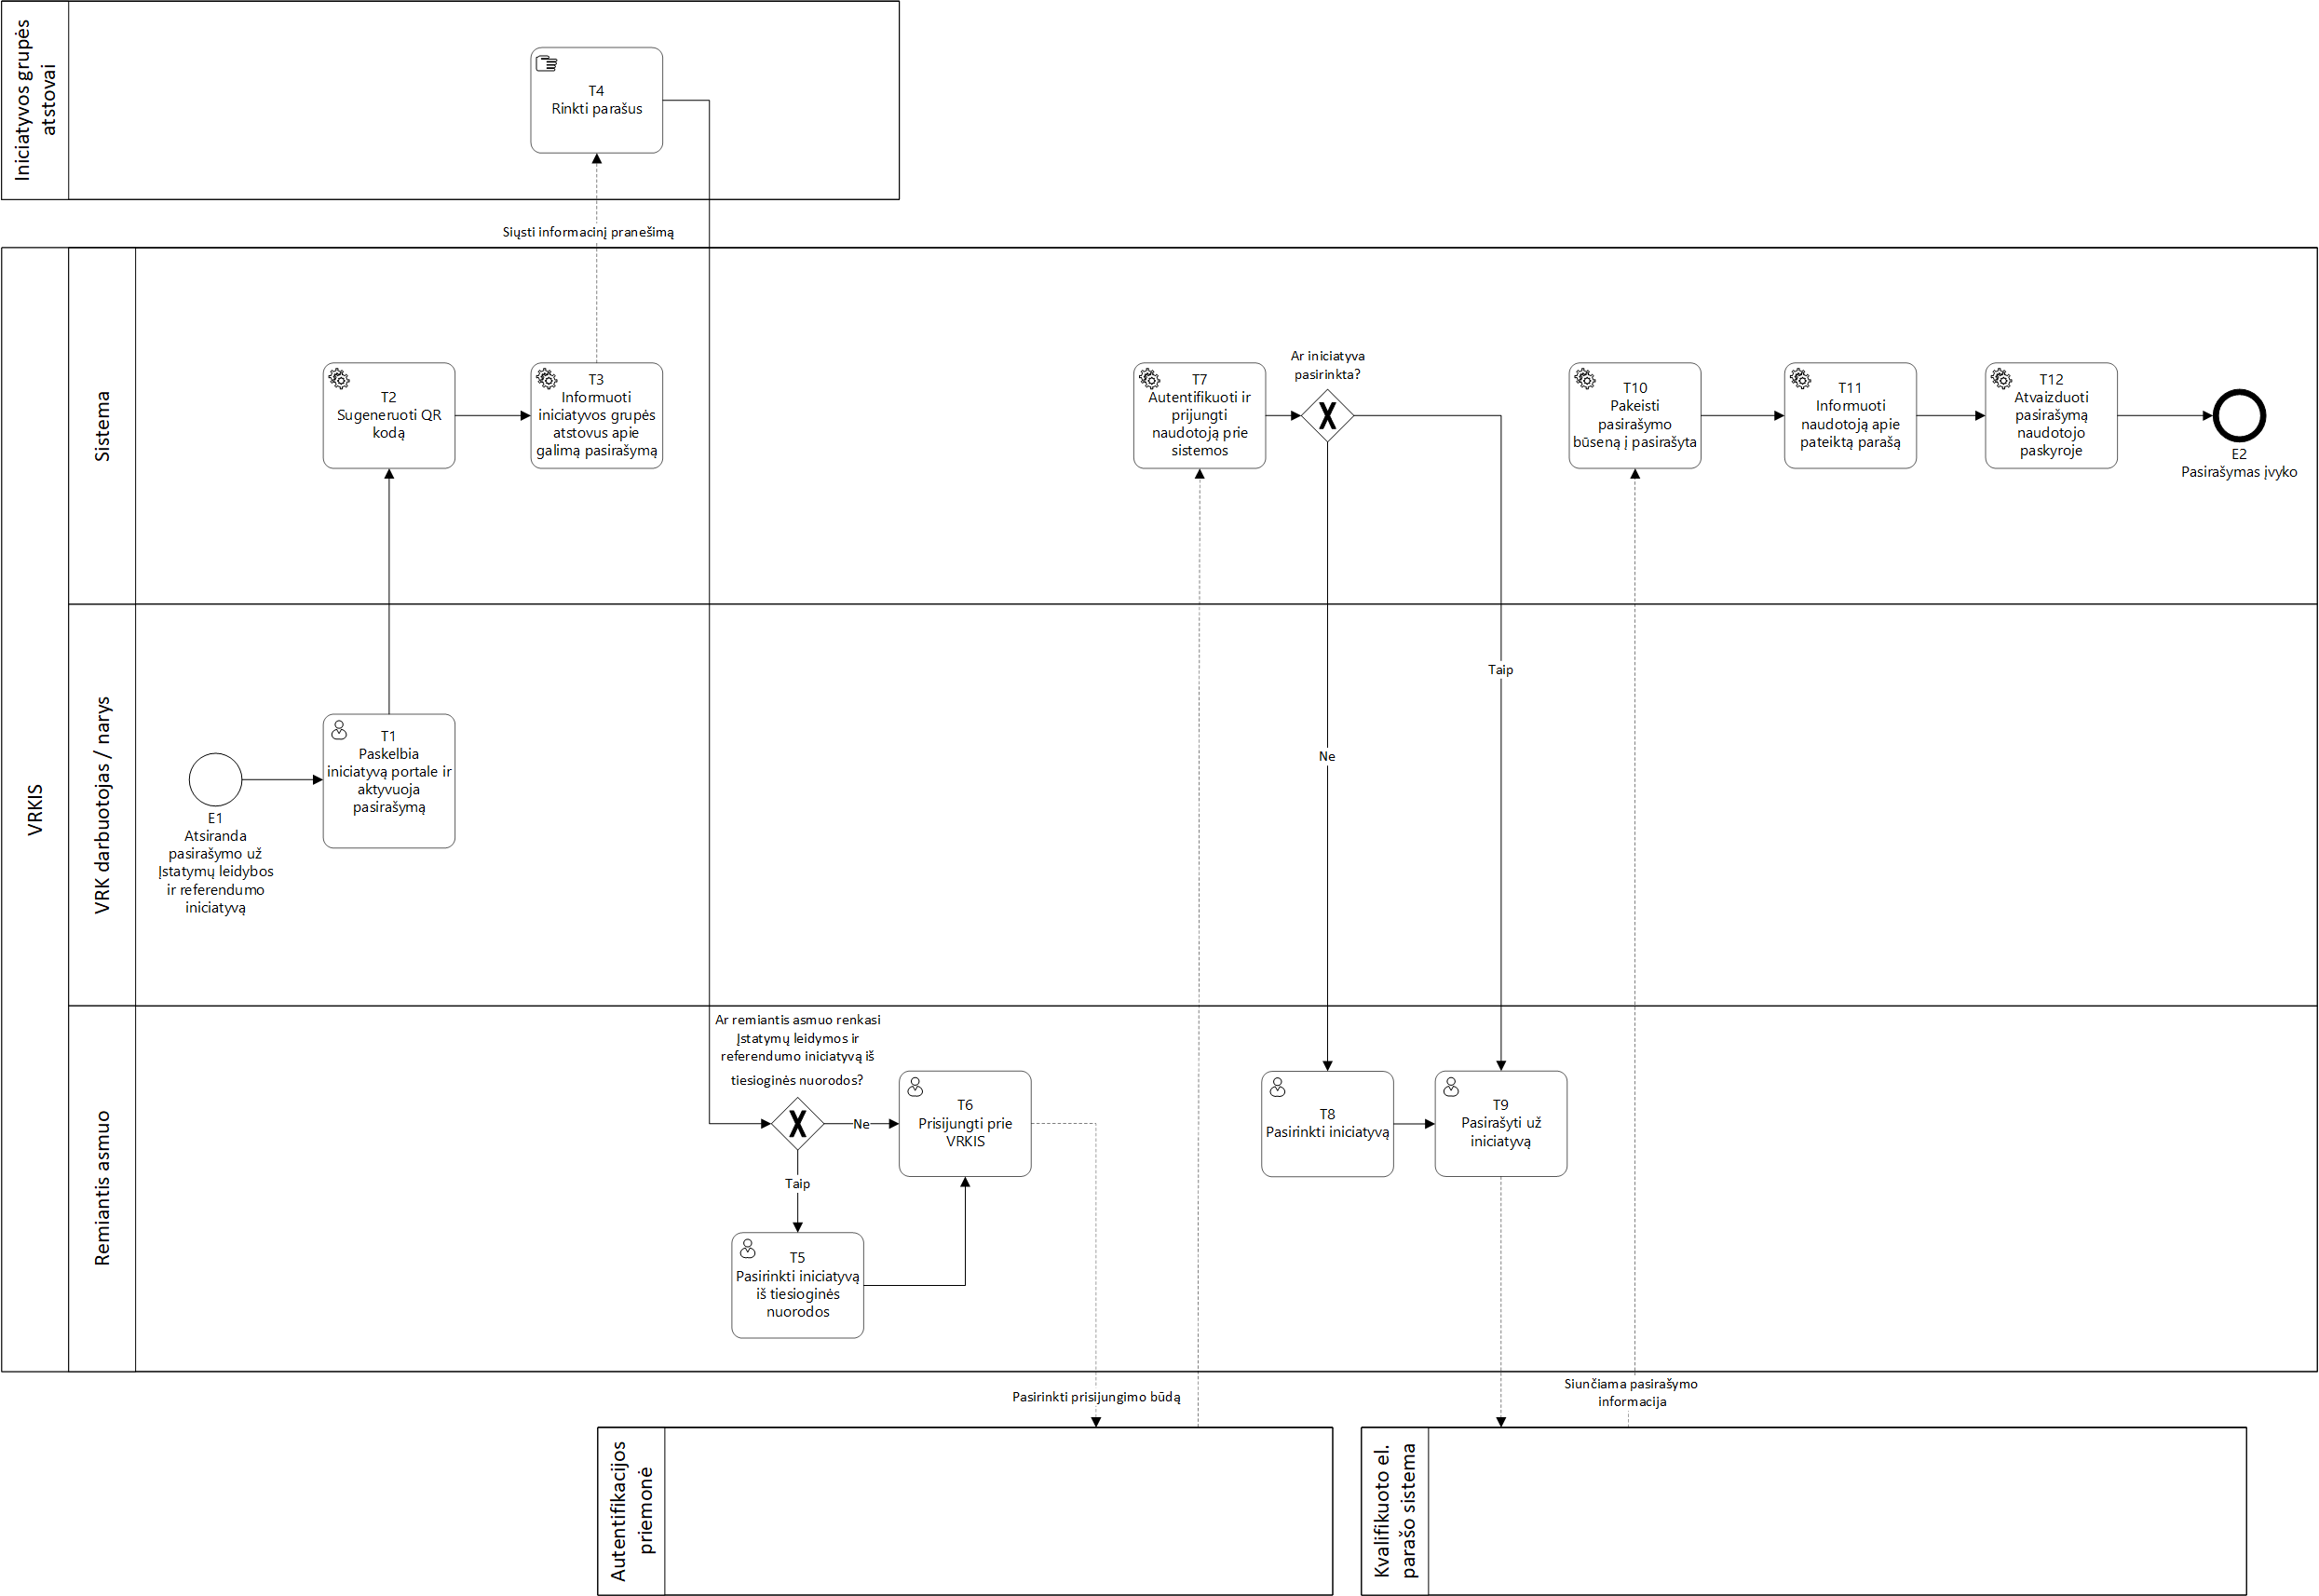 Iniciatyvos grupės
atstovai
T4
Rinkti parašus
Siųsti informacinį pranešimą
VRKIS
Sistema
T2
Sugeneruoti QR
kodą
T3
Informuoti
iniciatyvos grupės
atstovus apie
galimą pasirašymą
T7
Autentifikuoti ir
prijungti
naudotoją prie
sistemos
Ar iniciatyva
pasirinkta?
T10
Pakeisti
pasirašymo
būseną į pasirašyta
T11
Informuoti
naudotoją apie
pateiktą parašą
T12
Atvaizduoti
pasirašymą
naudotojo
paskyroje
E2
Pasirašymas įvyko
VRK darbuotojas / narys
E1
Atsiranda
pasirašymo už
Įstatymų leidybos
ir referendumo
iniciatyvą
T1
Paskelbia
iniciatyvą portale ir
aktyvuoja
pasirašymą
Taip
Ne
Remiantis asmuo
Ar remiantis asmuo renkasi
Įstatymų leidymos ir
referendumo iniciatyvą iš
tiesioginės nuorodos?
Ne
Taip
T6
Prisijungti prie
VRKIS
T5
Pasirinkti iniciatyvą
iš tiesioginės
nuorodos
T8
Pasirinkti iniciatyvą
T9
Pasirašyti už
iniciatyvą
Pasirinkti prisijungimo būdą
Siunčiama pasirašymo
informacija
Autentifikacijos
priemonė
Kvalifikuoto el.
parašo sistema